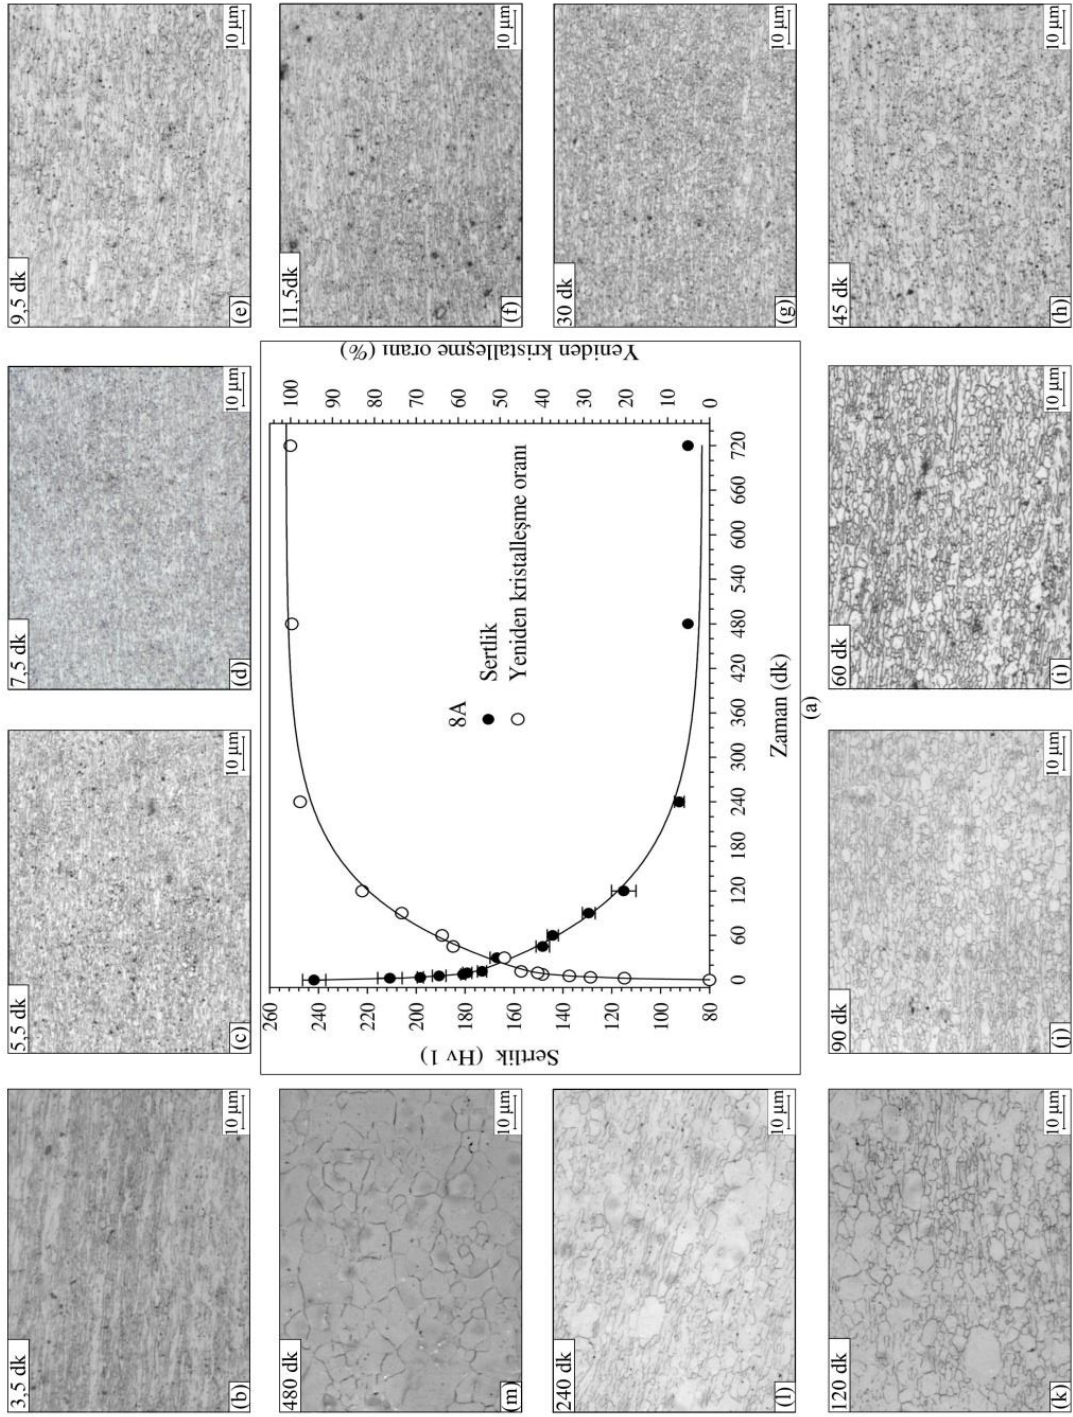 3,5 dk
10 µm
(b)
5,5 dk
10 µm
(c)
7,5 dk
10 µm
(d)
9,5 dk
10 µm
(e)
480 dk
10 µm
(m)
240 dk
10 µm
(l)
Sertlik (Hv 1)
260
240
220
200
180
160
140
120
100
80
8A
Sertlik
Yeniden kristalleşme oranı
100
90
80
70
60
50
40
30
20
10
0
Yeniden kristalleşme oranı (%)
0 60 120 180 240 300 360 420 480 540 600 660 720
Zaman (dk)
(a)
11,5dk
10 µm
(f)
30 dk
10 µm
(g)
120 dk
10 µm
(k)
90 dk
10 µm
(j)
60 dk
10 µm
(i)
45 dk
10 µm
(h)